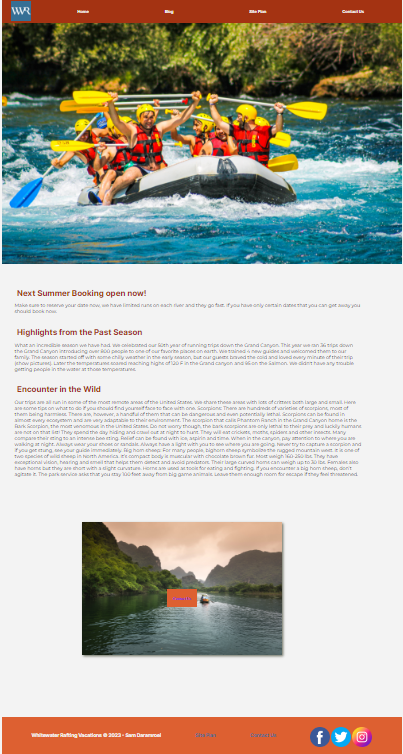 WWR
Home Blog Site Plan Contact Us
Next Summer Booking open now!
Make sure to reserve your date now, we have limited runs on each river and they go fast. If you have only certain dates that you can get away you
should book now.
Highlights from the Past Season
What an incredible season we have had. We celebrated our 50th year of running trips down the Grand Canyon. This year we ran 36 trips down
the Grand Canyon introducing over 800 people to one of our favorite places on earth. We trained 4 new guides and welcomed them to our
family. The season started off with some chilly weather in the early season, but our guests braved the cold and loved every minute of their trip
(show pictures). Later the temperatures soared reaching highs of 120 F in the Grand canyon and 95 on the Salmon. We didn't have any trouble
getting people in the water at those temperatures.
Encounter in the Wild
Our trips are all run in some of the most remote areas of the United States. We share these areas with lots of critters both large and small. Here
are some tips on what to do if you should find yourself face to face with one. Scorpions: There are hundreds of varieties of scorpions, most of
them being harmless. There are, however, a handful of them that can be dangerous and even potentially lethal. Scorpions can be found in
almost every ecosystem and are very adaptable to their environment. The scorpion that calls Phantom Ranch in the Grand Canyon home is the
Bark Scorpion, the most venomous in the United States. Do not worry though, the bark scorpions are only lethal to their prey and luckily humans
are not on that list! They spend the day hiding and crawl out at night to hunt. They will eat crickets, moths, spiders and other insects. Many
compare their sting to an intense bee sting. Relief can be found with ice, aspirin and time. When in the canyon, pay attention to where you are
walking at night. Always wear your shoes or sandals. Always have a light with you to see where you are going. Never try to capture a scorpion and
if you get stung, see your guide immediately. Big horn sheep: For many people, bighorn sheep symbolize the rugged mountain west. It is one of
two species of wild sheep in North America. Its compact body is muscular with chocolate brown fur. Most weigh 160-250 lbs. They have
exceptional vision, hearing and smell that helps them detect and avoid predators. Their large curved horns can weigh up to 30 lbs. Females also
have horns but they are short with a slight curvature. Horns are used as tools for eating and fighting. If you encounter a big horn sheep, don't
agitate it. The park service asks that you stay 100 feet away from big game animals. Leave them enough room for escape if they feel threatened.
Contact Us
Whitewater Rafting Vacations © 2023 - Sam
Site Plan
Contact Us